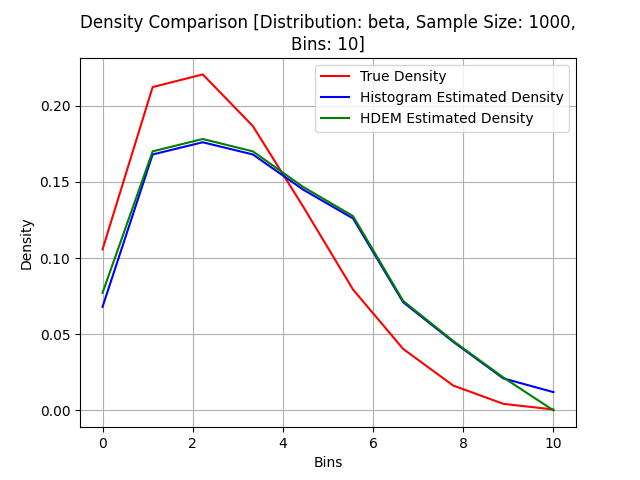 Density Comparison [Distribution: beta, Sample Size: 1000,
Bins: 10]
True Density
Histogram Estimated Density
HDEM Estimated Density
Density
0.20
0.15
0.10
0.05
0.00
0 2 4 6 8 10
Bins